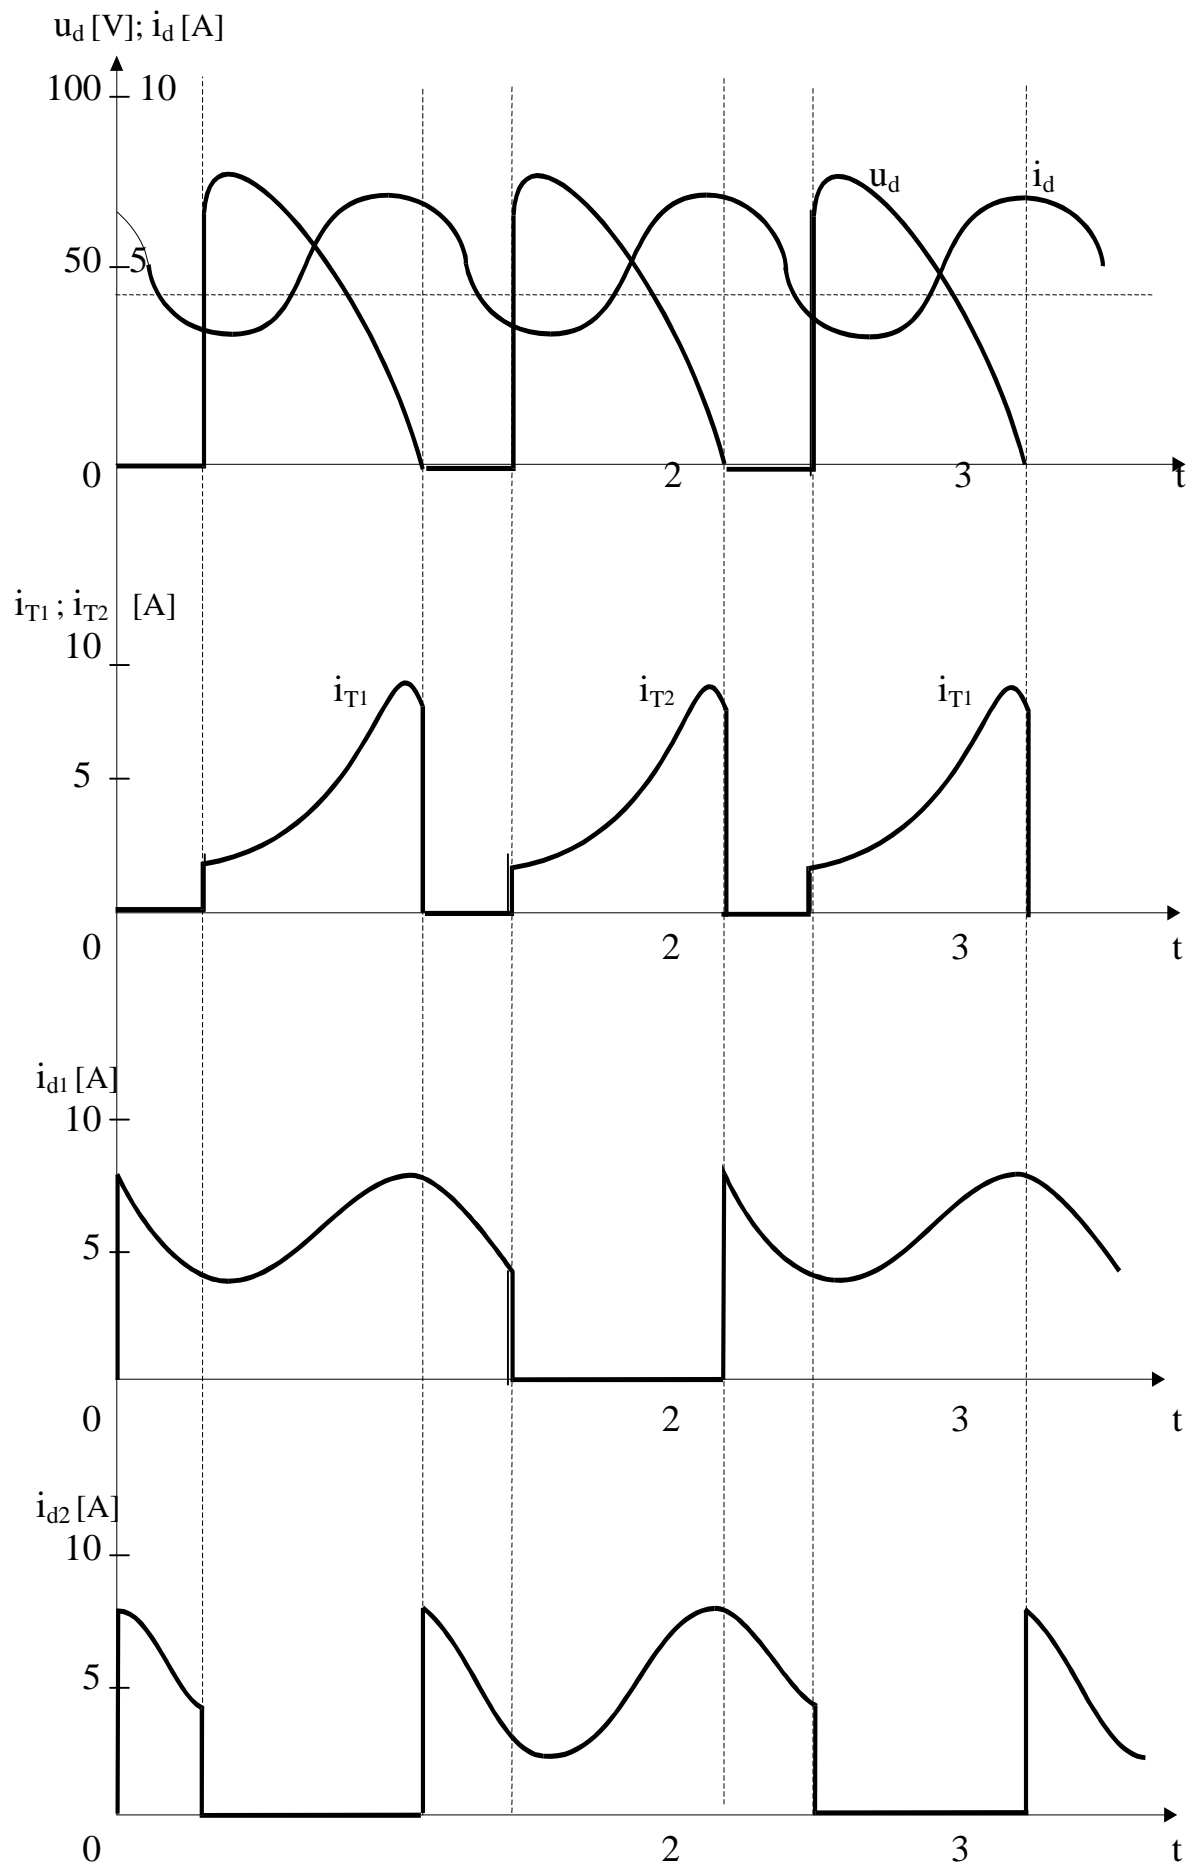 u_d [V]; i_d [A]
100 10
u_d i_d
50 5
0 2 3 t
i_T1 ; i_T2 [A]
10
i_T1 i_T2 i_T1
5
0 2 3 t
i_d1 [A]
10
5
0 2 3 t
i_d2 [A]
10
5
0 2 3 t